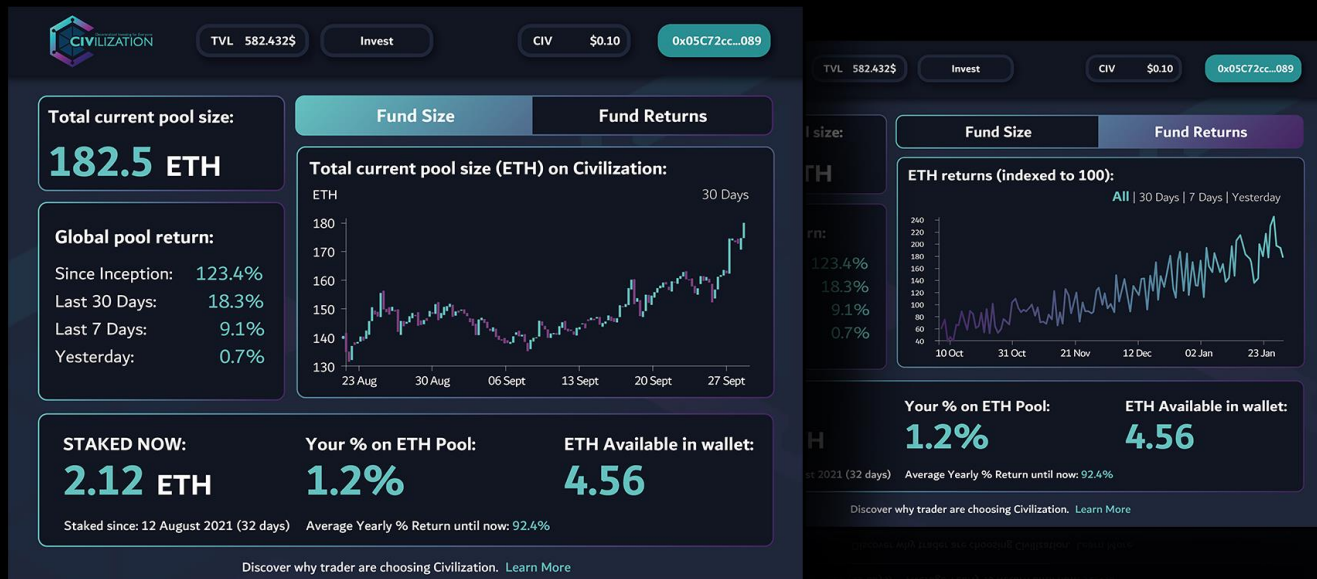 CIVILIZATION
TVL 582.432$
Invest
CIV $0.10
0x05C72cc...089
Total current pool size:
182.5 ETH
Global pool return:
Since Inception: 123.4%
Last 30 Days: 18.3%
Last 7 Days: 9.1%
Yesterday: 0.7%
Fund Size
Fund Returns
Total current pool size (ETH) on Civilization:
ETH
30 Days
180
170
160
150
140
130
23 Aug 30 Aug 06 Sept 13 Sept 20 Sept 27 Sept
STAKED NOW:
2.12 ETH
Staked since: 12 August 2021 (32 days)
Your % on ETH Pool:
1.2%
Average Yearly % Return until now: 92.4%
ETH Available in wallet:
4.56
Discover why trader are choosing Civilization. Learn More
TVL 582.432$
Invest
CIV $0.10
0x05C72cc...089
l size:
TH
rn:
123.4%
18.3%
9.1%
0.7%
Fund Size
Fund Returns
ETH returns (indexed to 100):
All | 30 Days | 7 Days | Yesterday
240
220
200
180
160
140
120
100
80
60
40
10 Oct 31 Oct 21 Nov 12 Dec 02 Jan 23 Jan
H
st 2021 (32 days)
Your % on ETH Pool:
1.2%
Average Yearly % Return until now: 92.4%
ETH Available in wallet:
4.56
Discover why trader are choosing Civilization. Learn More